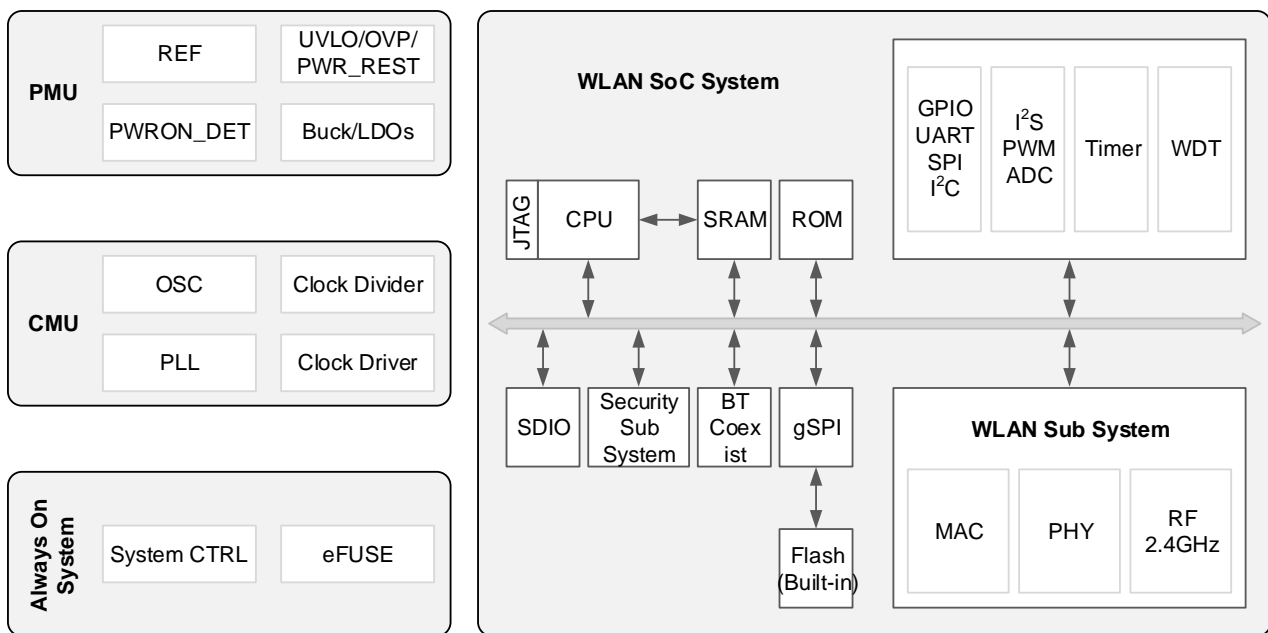 PMU
REF
UVLO/OVP/
PWR_REST
PWRON_DET
Buck/LDOs
CMU
OSC
Clock Divider
PLL
Clock Driver
Always On
System
System CTRL
eFUSE
WLAN SoC System
GPIO
UART
SPI
I²C
I²S
PWM
ADC
Timer
WDT
JTAG
CPU
SRAM
ROM
SDIO
Security
Sub
System
BT
Coex
ist
gSPI
Flash
(Built-in)
WLAN Sub System
MAC
PHY
RF
2.4GHz